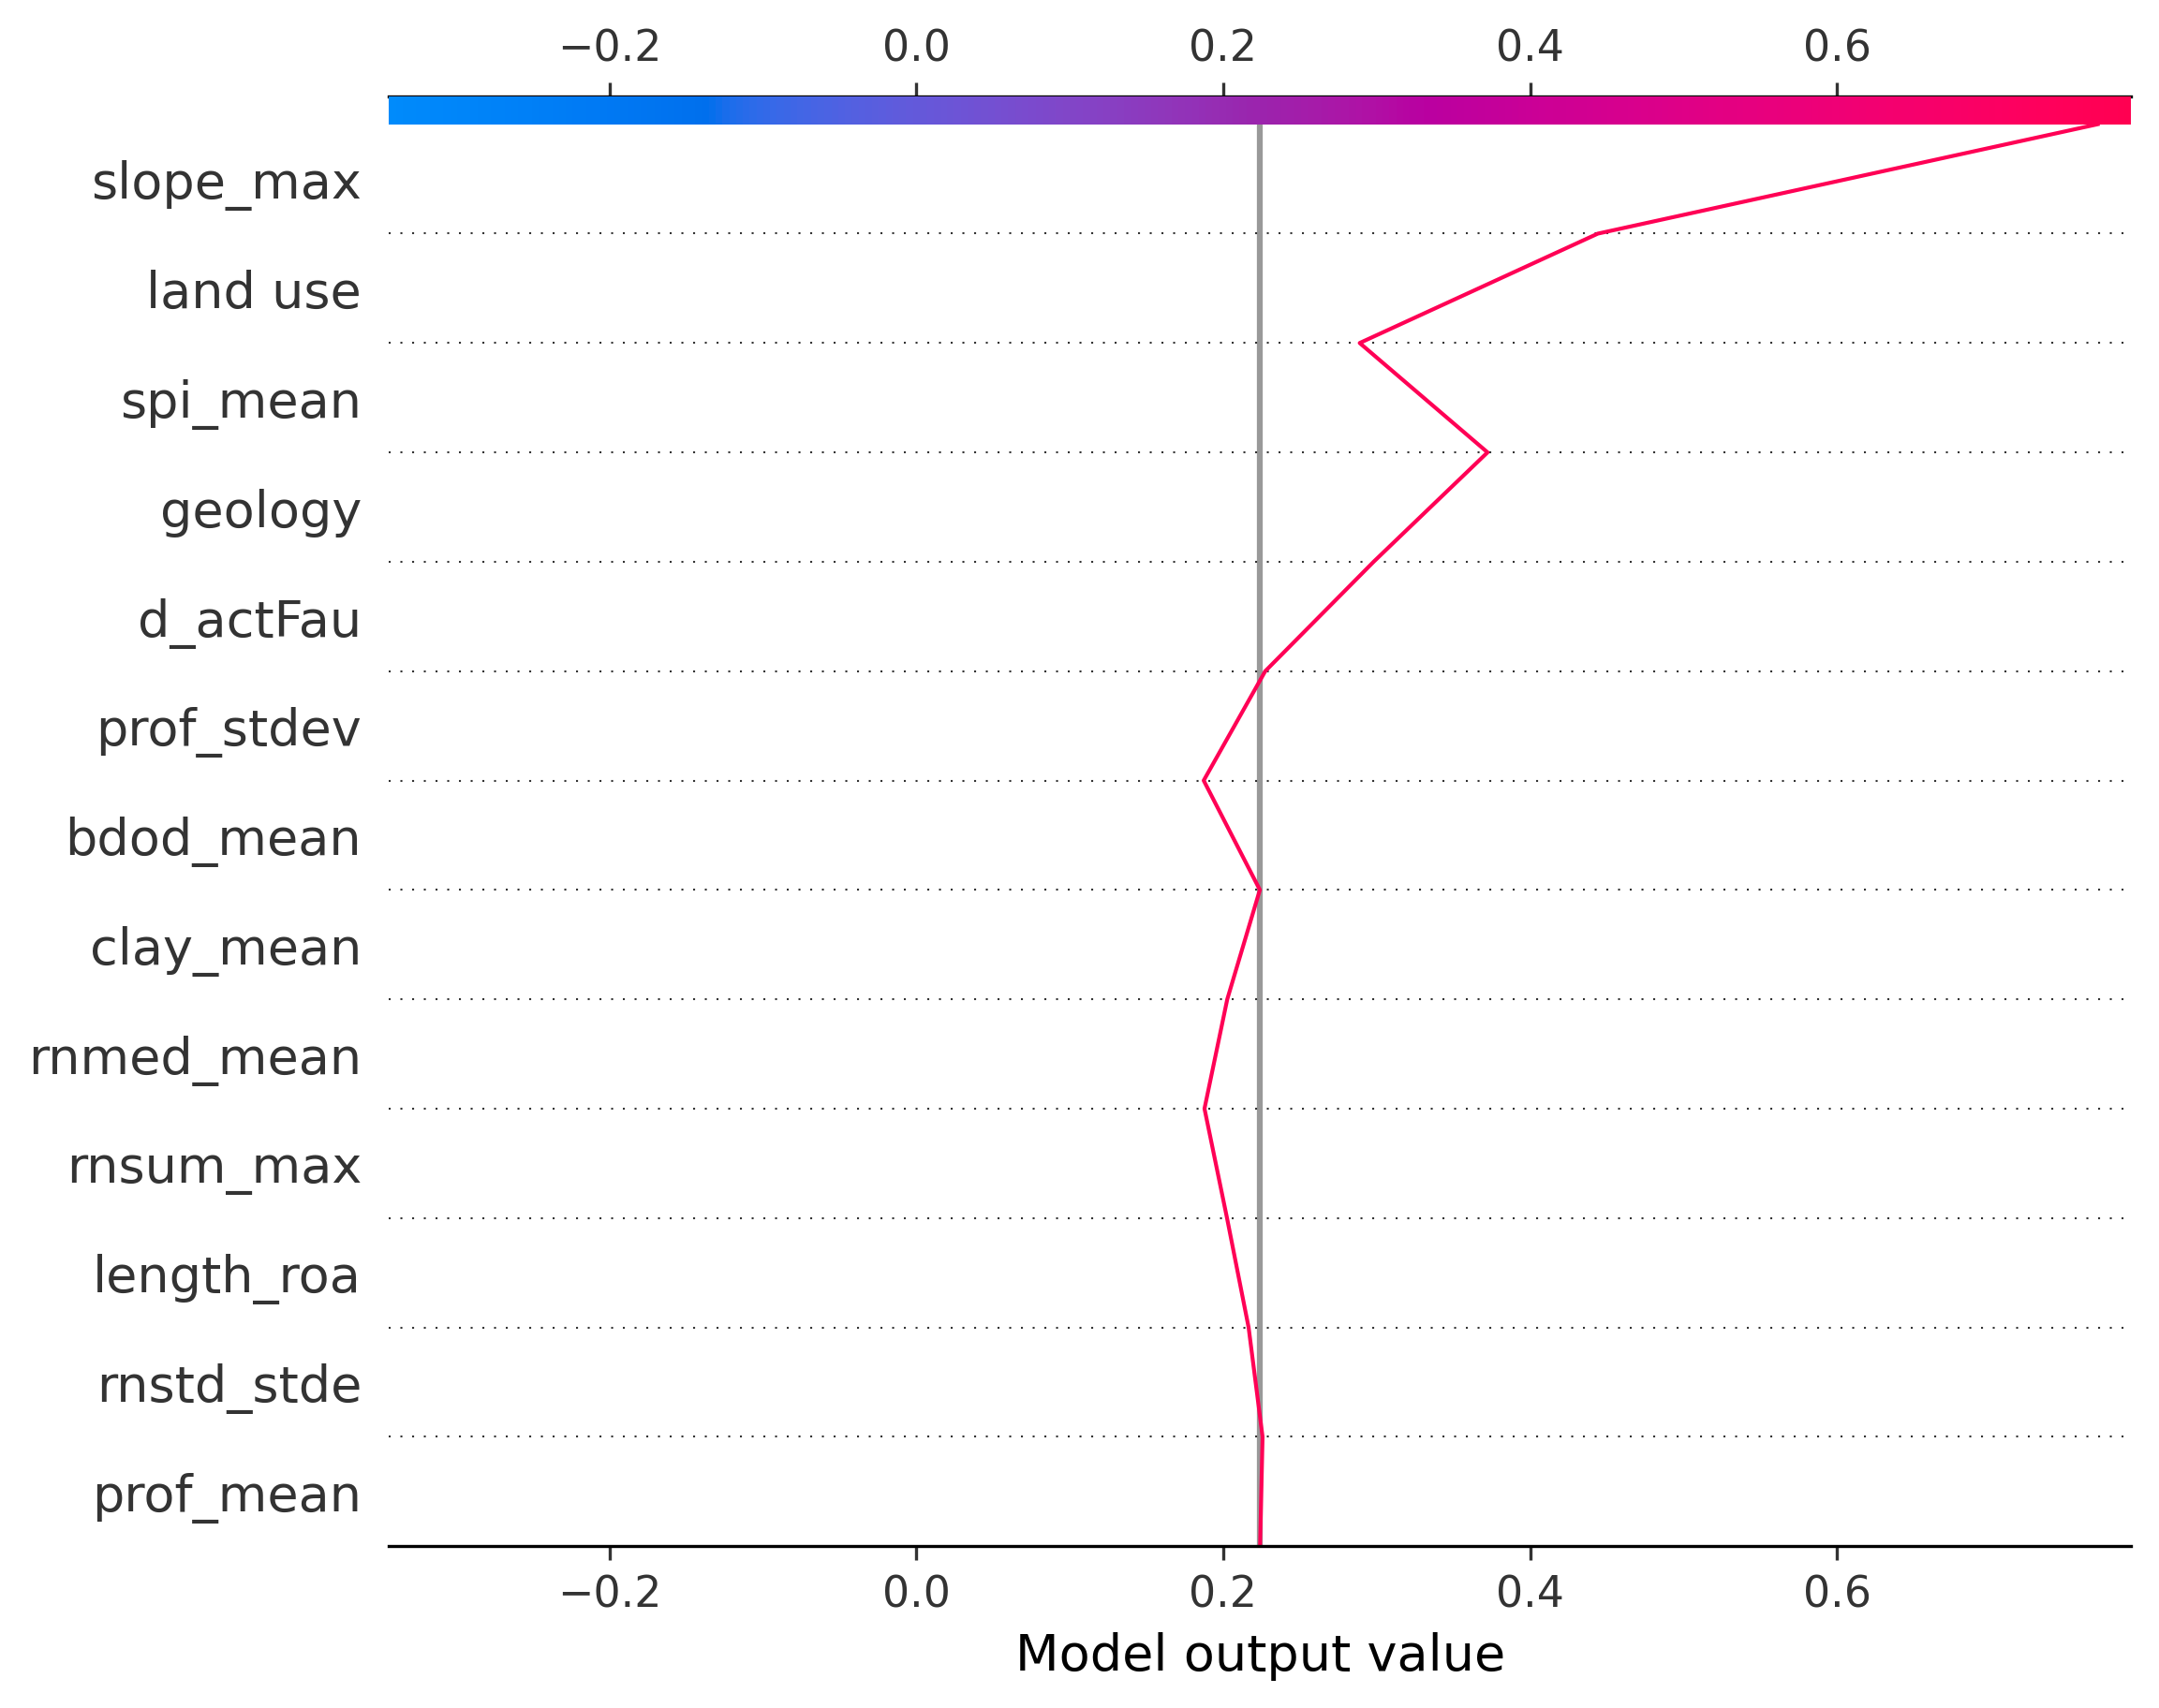 −0.2 0.0 0.2 0.4 0.6
slope_max
land use
spi_mean
geology
d_actFau
prof_stdev
bdod_mean
clay_mean
rnmed_mean
rnsum_max
length_roa
rnstd_stde
prof_mean
−0.2 0.0 0.2 0.4 0.6
Model output value